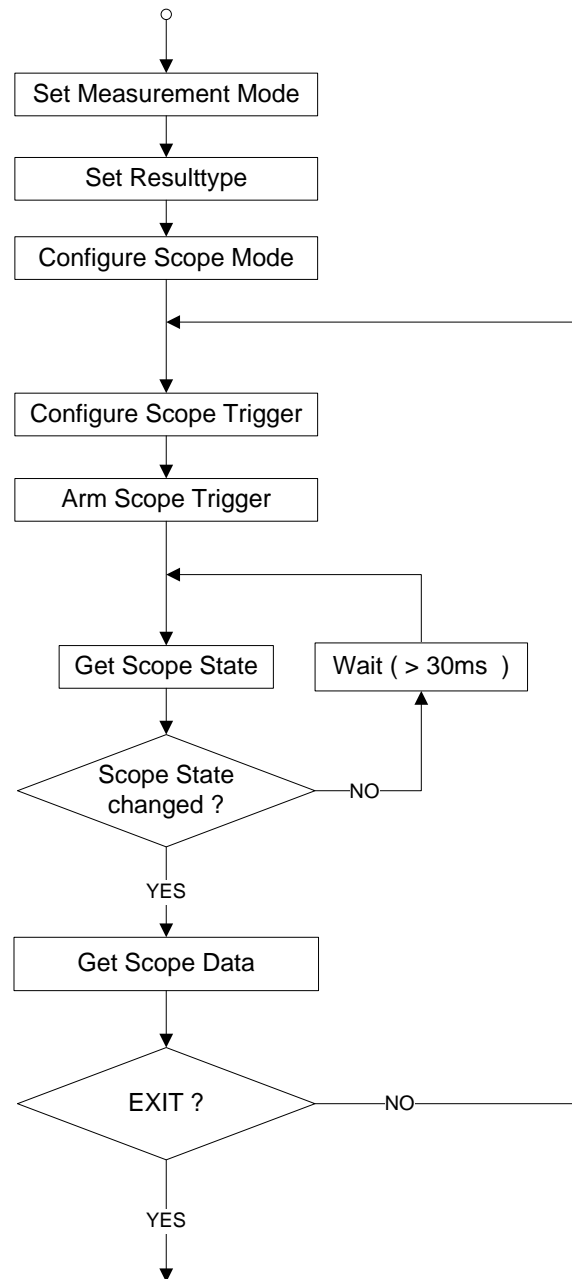 Set Measurement Mode
Set Resulttype
Configure Scope Mode
Configure Scope Trigger
Arm Scope Trigger
Get Scope State
Wait ( > 30ms )
Scope State
changed ?
NO
YES
Get Scope Data
EXIT ?
NO
YES